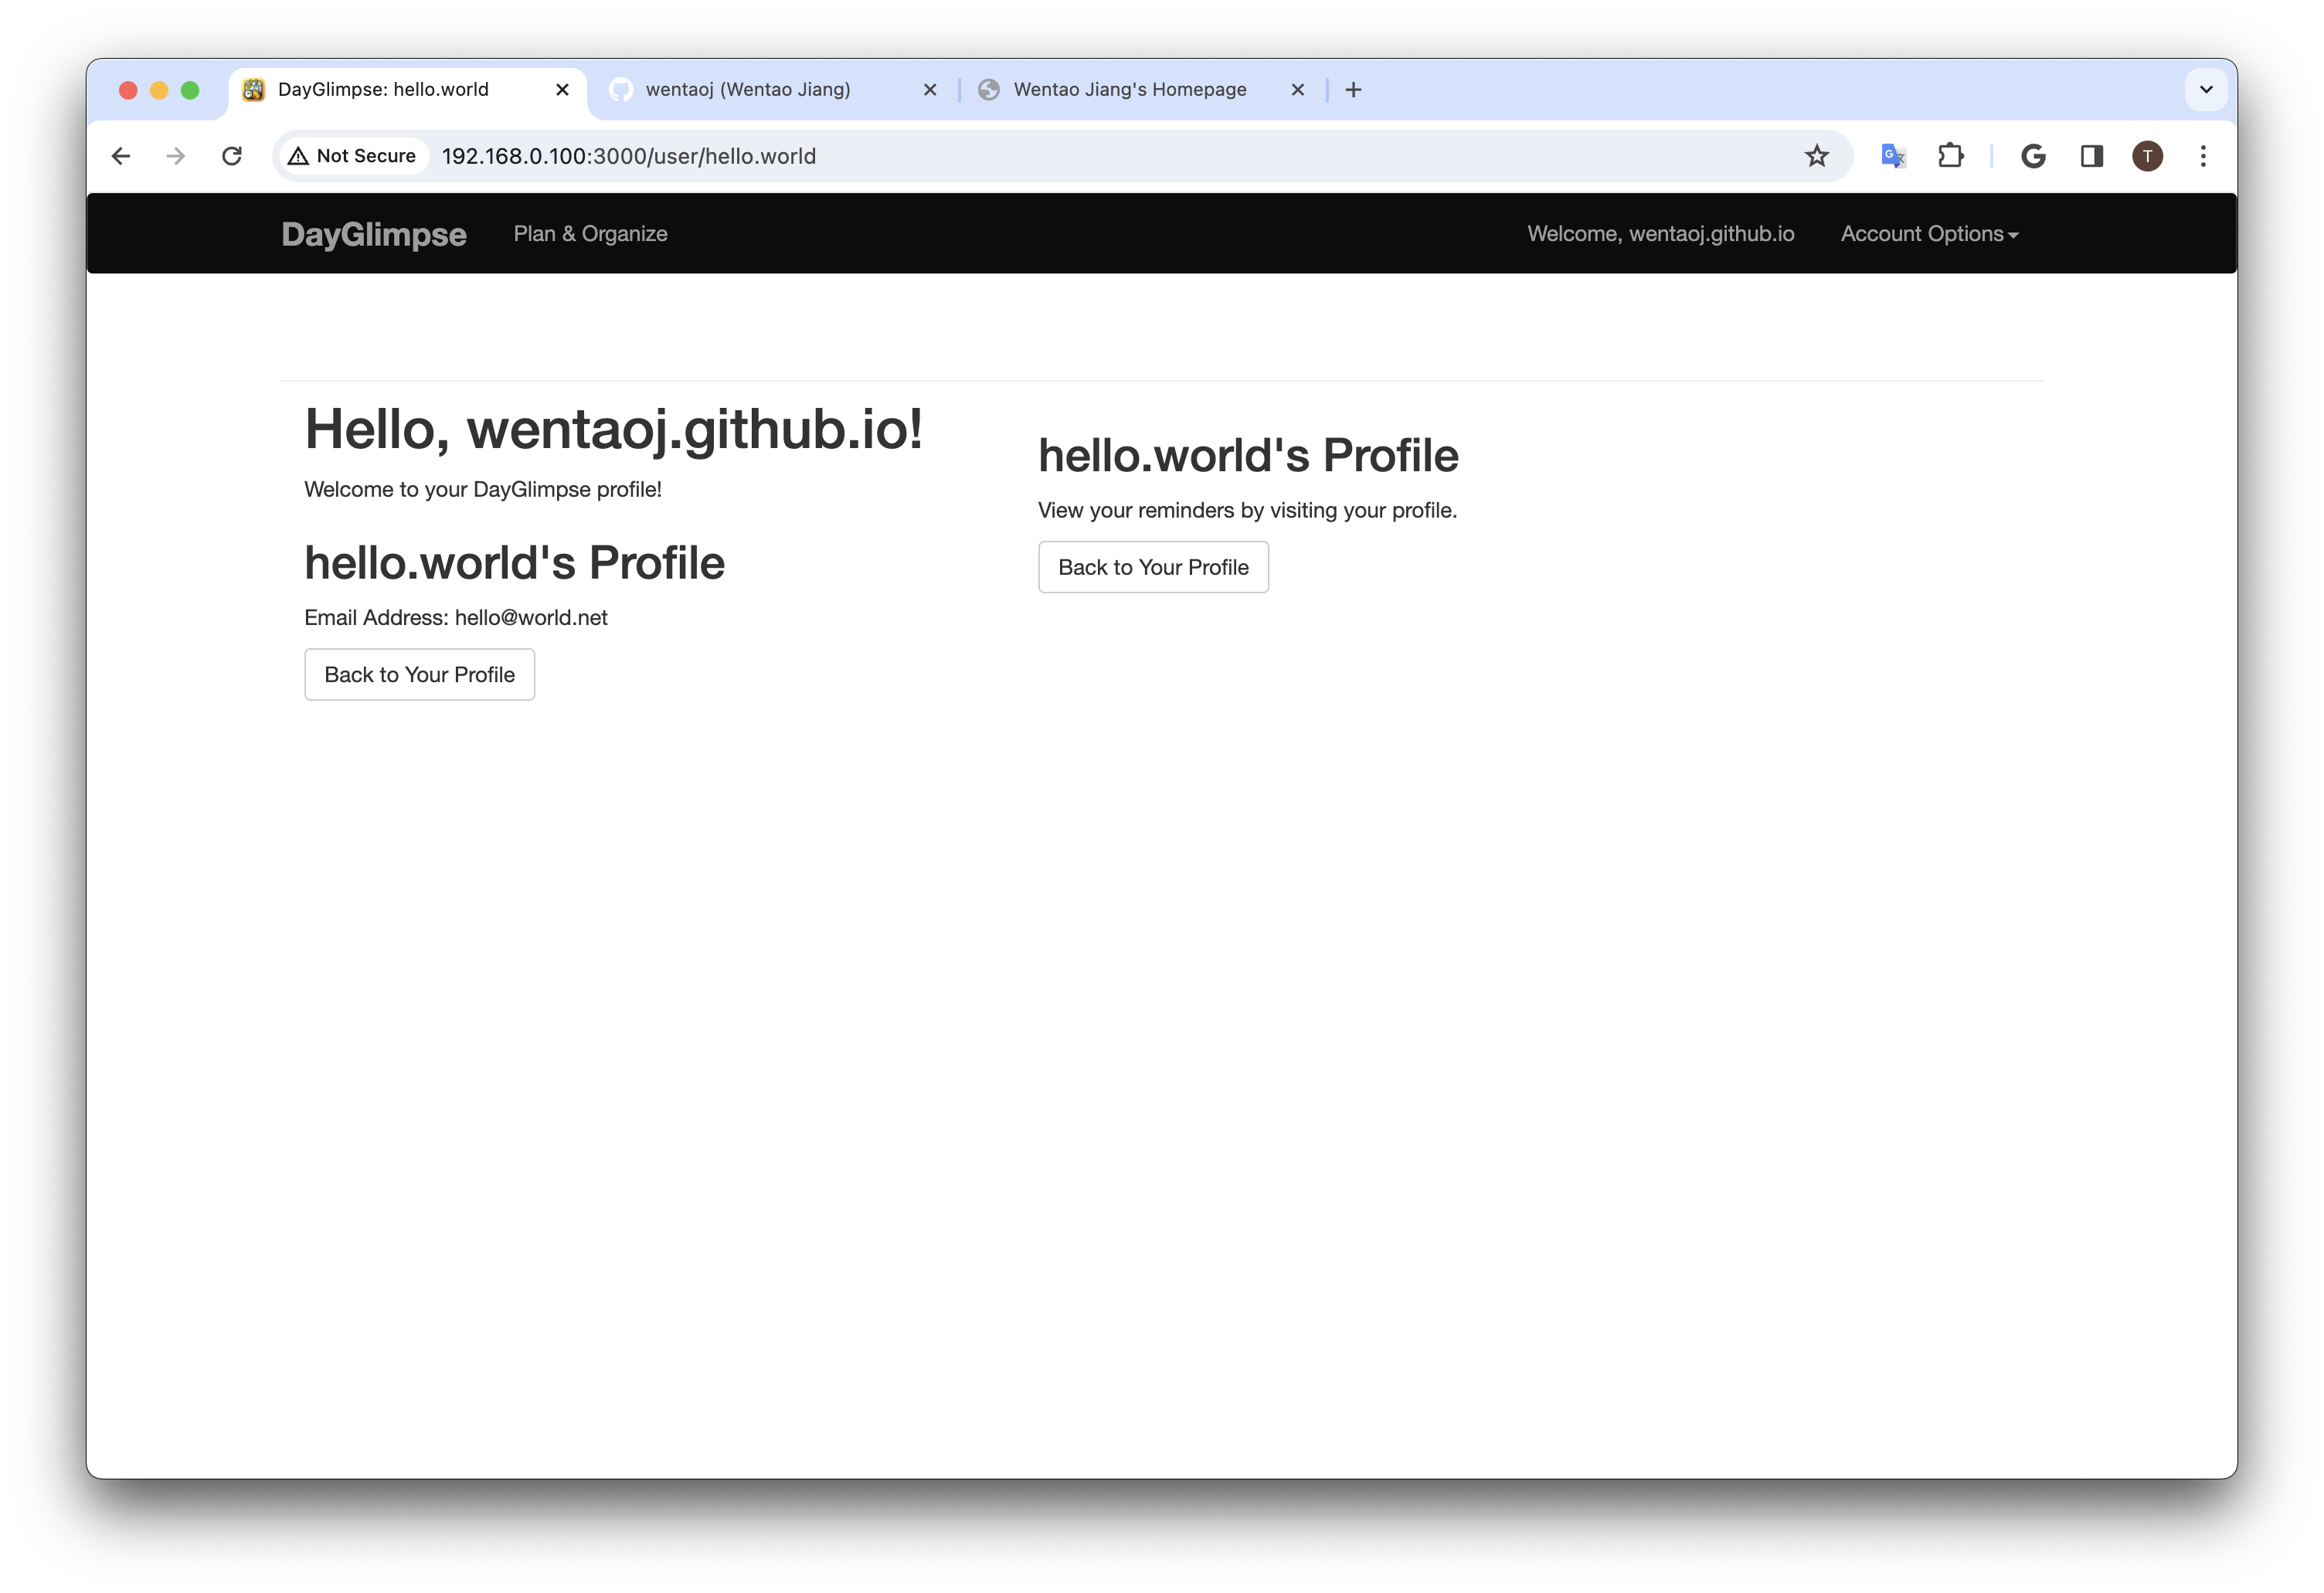 DayGlimpse: hello.world
wentaoj (Wentao Jiang)
Wentao Jiang's Homepage
Not Secure
192.168.0.100:3000/user/hello.world
G
T
DayGlimpse
Plan & Organize
Welcome, wentaoj.github.io
Account Options
Hello, wentaoj.github.io!
Welcome to your DayGlimpse profile!
hello.world's Profile
Email Address: hello@world.net
Back to Your Profile
hello.world's Profile
View your reminders by visiting your profile.
Back to Your Profile